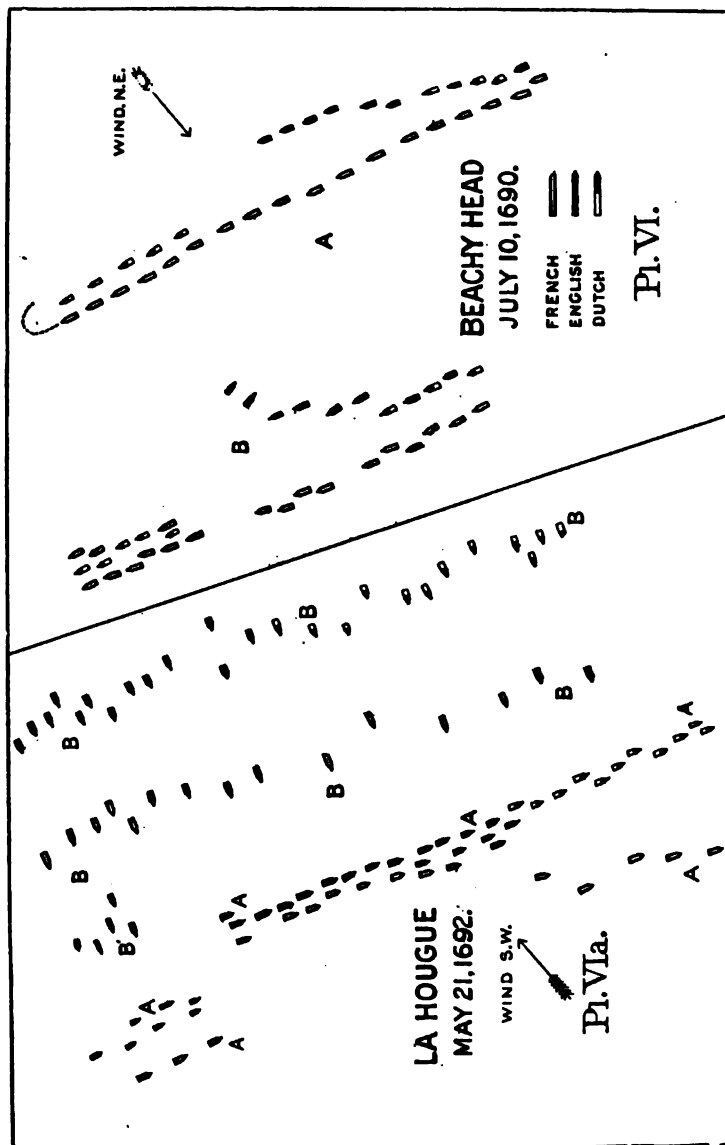 WIND. N.E.
A
B
BEACHY HEAD
JULY 10, 1690.
FRENCH
ENGLISH
DUTCH
Pl. VI.
B
B
B
B
B
B
B'
A
A
A
A
A
A
LA HOUGUE
MAY 21, 1692.
WIND S.W.
Pl. VIa.